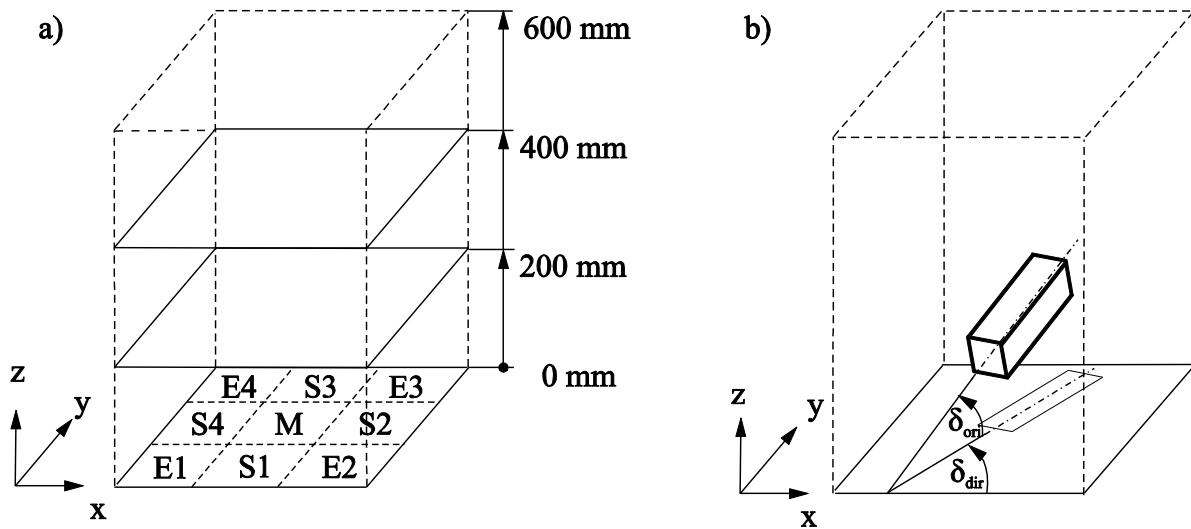 a)
600 mm
400 mm
200 mm
0 mm
E4 S3 E3
S4 M S2
E1 S1 E2
z
y
x
b)
z
y
x
δori
δdir